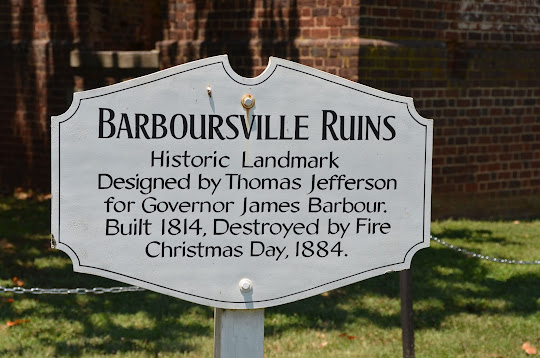 BARBOURSVILLE RUINS
Historic Landmark
Designed by Thomas Jefferson
for Governor James Barbour.
Built 1814, Destroyed by Fire
Christmas Day, 1884.